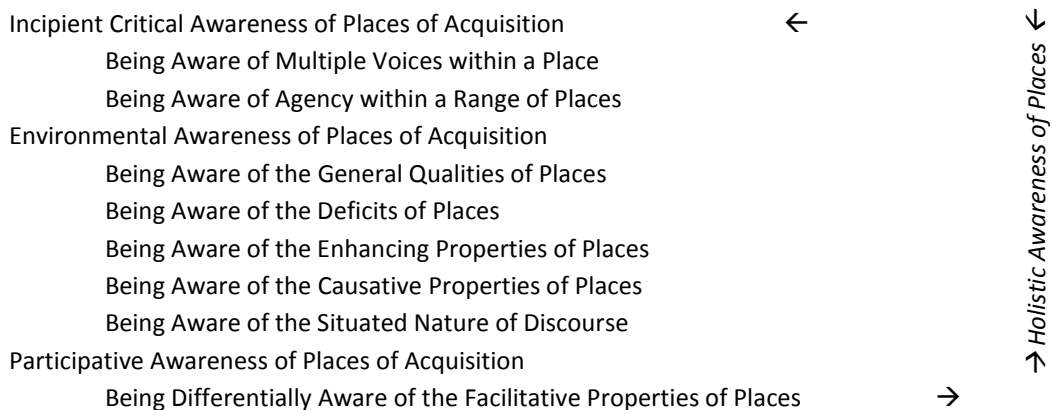 Incipient Critical Awareness of Places of Acquisition ←
Being Aware of Multiple Voices within a Place
Being Aware of Agency within a Range of Places
Environmental Awareness of Places of Acquisition
Being Aware of the General Qualities of Places
Being Aware of the Deficits of Places
Being Aware of the Enhancing Properties of Places
Being Aware of the Causative Properties of Places
Being Aware of the Situated Nature of Discourse
Participative Awareness of Places of Acquisition
Being Differentially Aware of the Facilitative Properties of Places →
→ Holistic Awareness of Places ←